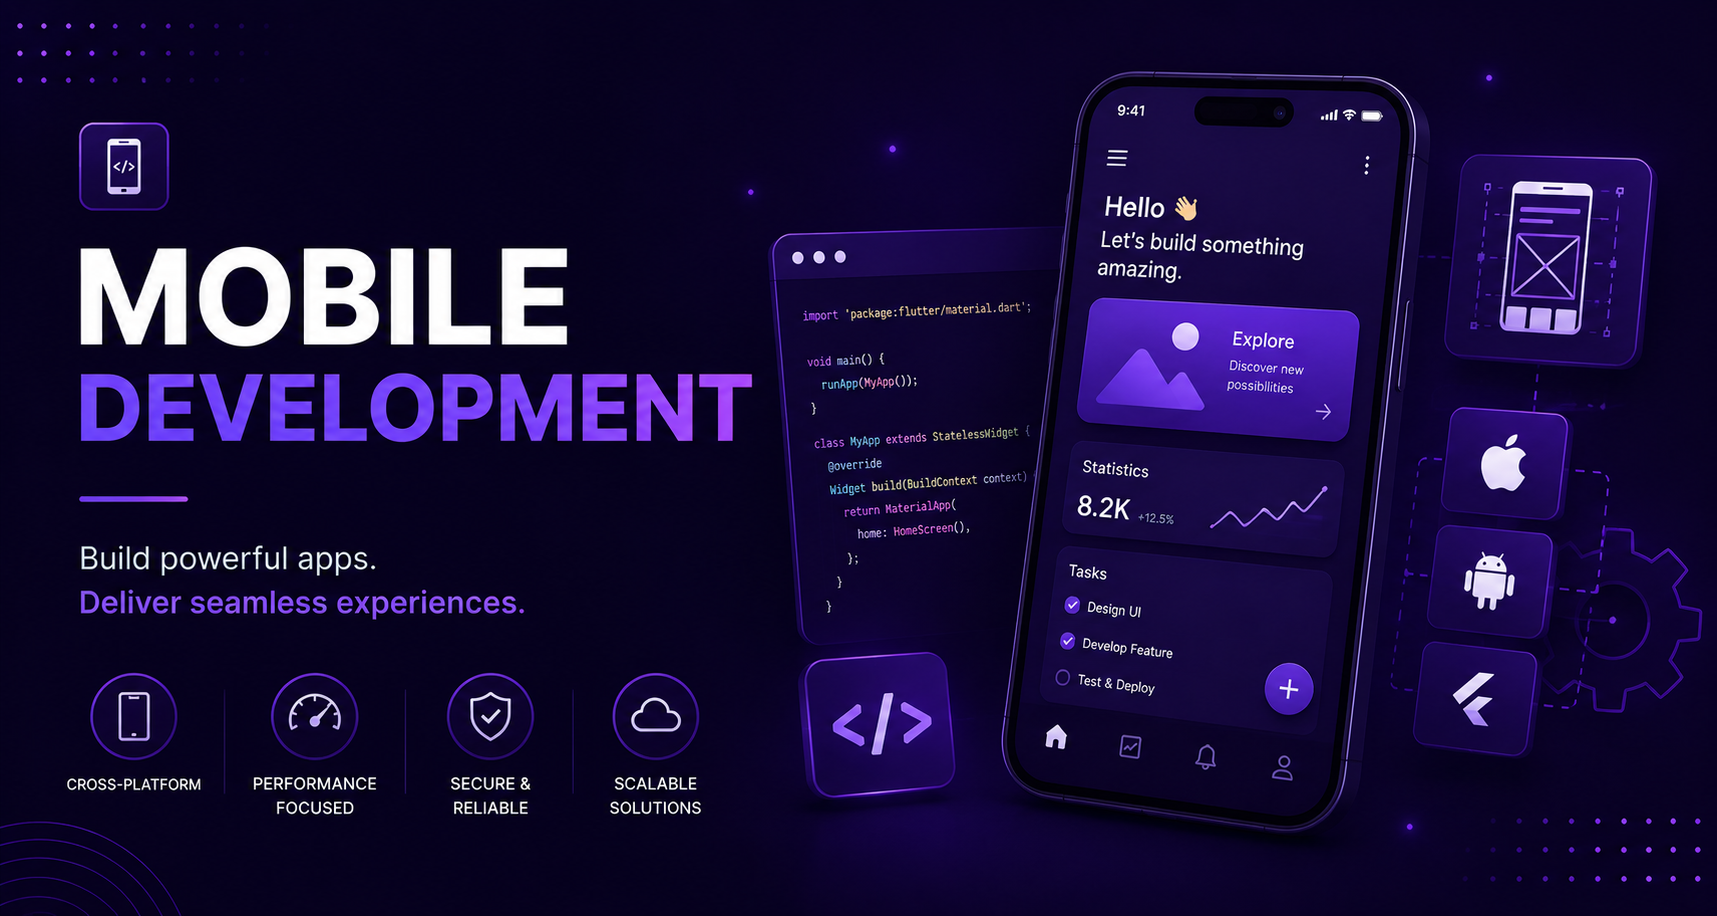 </>
MOBILE
DEVELOPMENT
Build powerful apps.
Deliver seamless experiences.
CROSS-PLATFORM
PERFORMANCE
FOCUSED
SECURE &
RELIABLE
SCALABLE
SOLUTIONS
import 'package:flutter/material.dart';
void main() {
runApp(MyApp());
}
class MyApp extends StatelessWidget {
@override
Widget build(BuildContext context)
return MaterialApp(
home: HomeScreen(),
);
}
}
</>
9:41
Hello 👋
Let's build something
amazing.
Explore
Discover new
possibilities
Statistics
8.2K +12.5%
Tasks
Design UI
Develop Feature
Test & Deploy